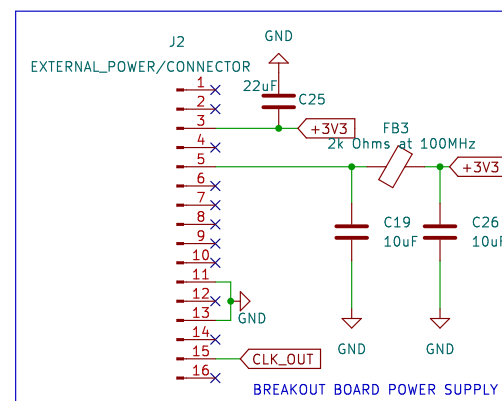 J2
EXTERNAL_POWER/CONNECTOR
GND
22uF
C25
+3V3
FB3
2k Ohms at 100MHz
+3V3
C19
10uF
C26
10uF
GND
GND
GND
1
2
3
4
5
6
7
8
9
10
11
12
13
14
15
16
CLK_OUT
BREAKOUT BOARD POWER SUPPLY